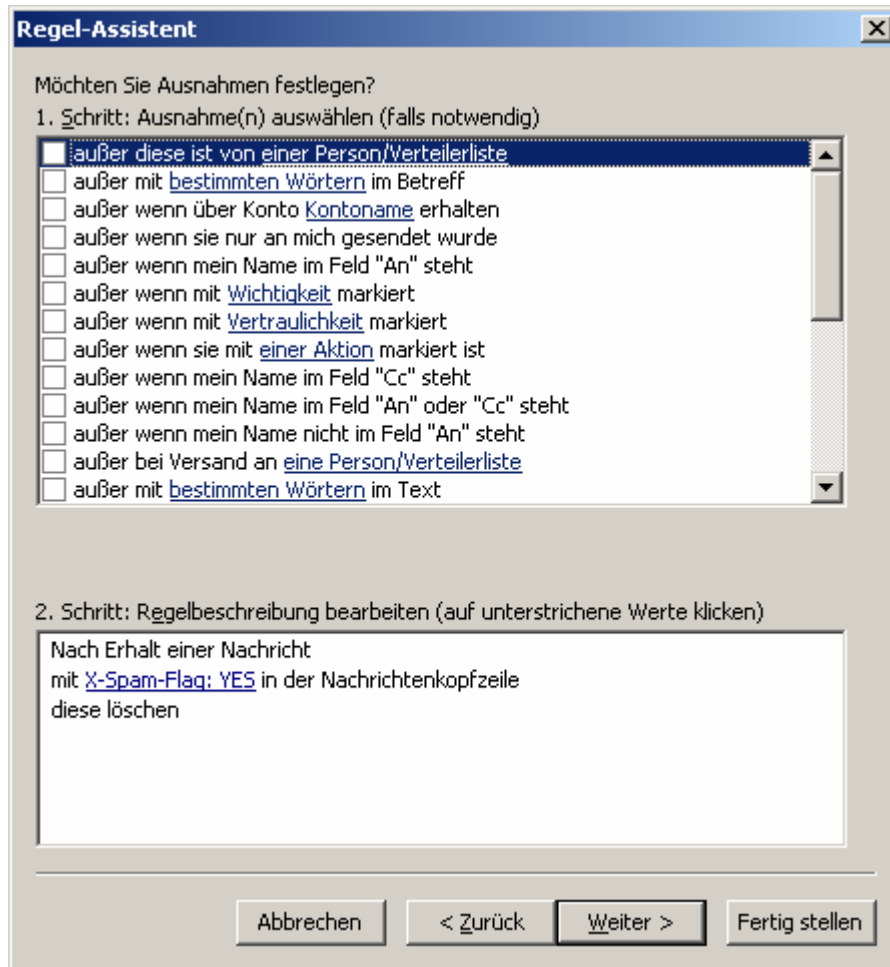 Regel-Assistent
Möchten Sie Ausnahmen festlegen?
1. Schritt: Ausnahme(n) auswählen (falls notwendig)
außer diese ist von einer Person/Verteilerliste
außer mit bestimmten Wörtern im Betreff
außer wenn über Konto Kontoname erhalten
außer wenn sie nur an mich gesendet wurde
außer wenn mein Name im Feld "An" steht
außer wenn mit Wichtigkeit markiert
außer wenn mit Vertraulichkeit markiert
außer wenn sie mit einer Aktion markiert ist
außer wenn mein Name im Feld "Cc" steht
außer wenn mein Name im Feld "An" oder "Cc" steht
außer wenn mein Name nicht im Feld "An" steht
außer bei Versand an eine Person/Verteilerliste
außer mit bestimmten Wörtern im Text
2. Schritt: Regelbeschreibung bearbeiten (auf unterstrichene Werte klicken)
Nach Erhalt einer Nachricht
mit X-Spam-Flag: YES in der Nachrichtenkopfzeile
diese löschen
Abbrechen < Zurück Weiter > Fertig stellen